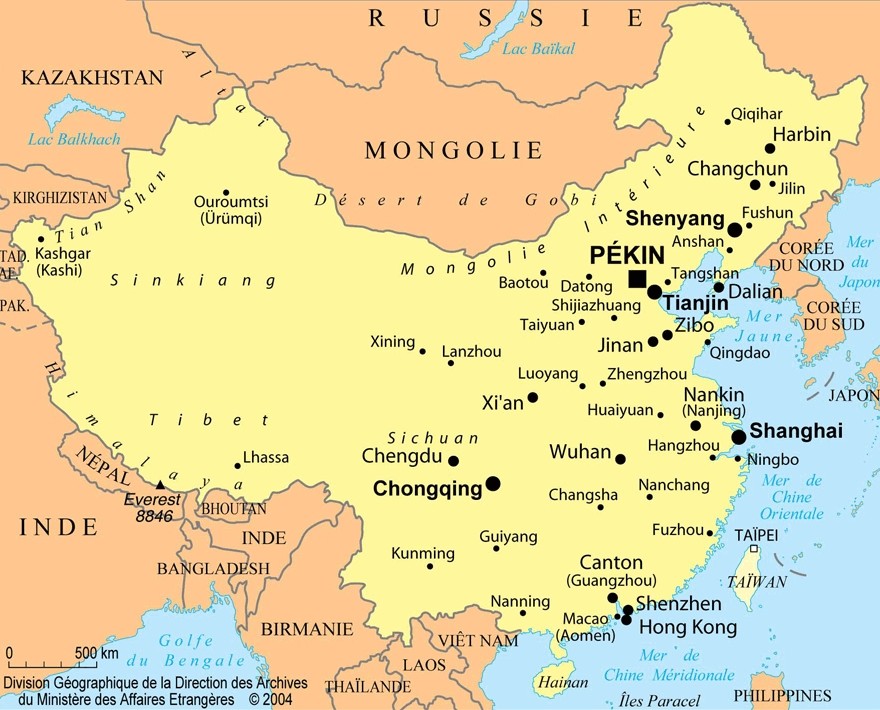 RUSSIE
Lac Baïkal
KAZAKHSTAN
Altaï
Lac Balkhach
MONGOLIE
Qiqihar
Harbin
Changchun
Jilin
KIRGHIZISTAN
Tian Shan
Ouroumtsi
(Ürümqi)
Désert de Gobi
Mongolie Intérieure
Shenyang
Fushun
Anshan
TAD.
AF.
PAK.
Kashgar
(Kashi)
Sinkiang
PÉKIN
Baotou
Datong
Tangshan
Tianjin
Dalian
CORÉE
DU NORD
Mer
du
Japon
CORÉE
DU SUD
Shijiazhuang
Taiyuan
Zibo
Jinan
Mer
Jaune
Qingdao
Xining
Lanzhou
Luoyang
Zhengzhou
Xi'an
Huaiyuan
Nankin
(Nanjing)
JAPON
Himalaya
Tibet
Sichuan
Chengdu
Chongqing
Wuhan
Hangzhou
Shanghai
Ningbo
Lhassa
NÉPAL
Everest
8846
BHOUTAN
INDE
INDE
BANGLADESH
Changsha
Nanchang
Mer de
Chine
Orientale
Fuzhou
TAÏPEI
TAÏWAN
Guiyang
Kunming
Canton
(Guangzhou)
Shenzhen
Hong Kong
Macao
(Aomen)
Nanning
BIRMANIE
VIÊT NAM
LAOS
THAÏLANDE
Hainan
Mer de
Chine Méridionale
Îles Paracel
PHILIPPINES
Golfe
du Bengale
0 500 km
Division Géographique de la Direction des Archives
du Ministère des Affaires Etrangères © 2004